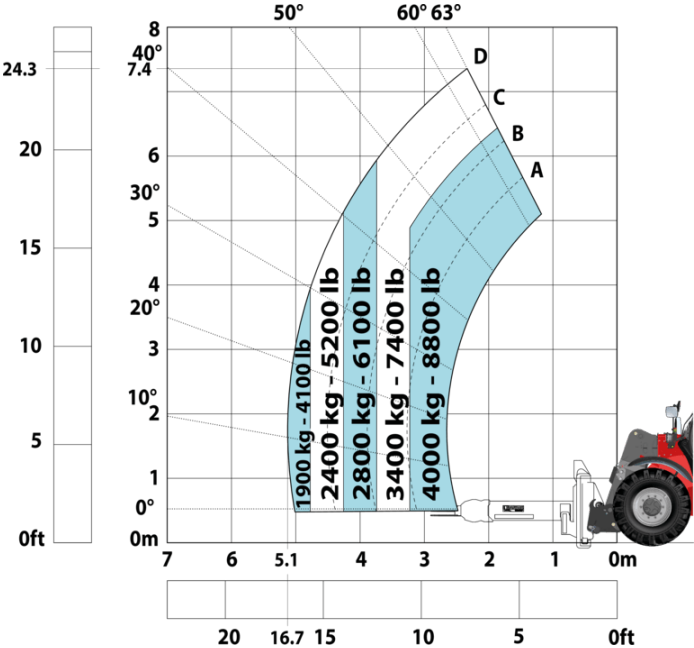 50° 60° 63°
8
40°
24.3 7.4
D
C
B
20 6
A
30°
5
15
4
20°
10 3
10°
2
5
1
0°
0ft 0m
1900 kg - 4100 lb
2400 kg - 5200 lb
2800 kg - 6100 lb
3400 kg - 7400 lb
4000 kg - 8800 lb
7 6 5.1 4 3 2 1 0m
20 16.7 15 10 5 0ft